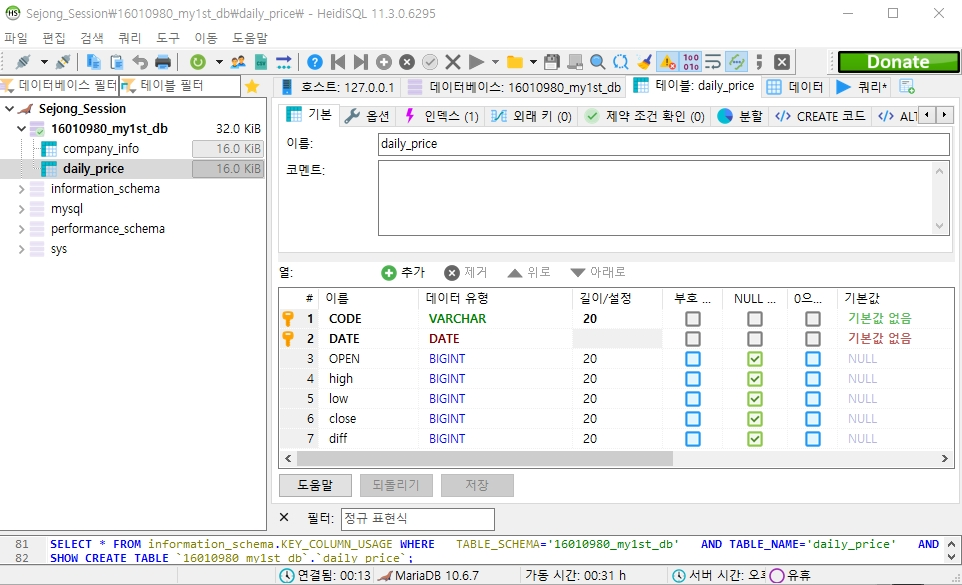 Sejong_Session₩16010980_my1st_db₩daily_price₩ - HeidiSQL 11.3.0.6295
파일 편집 검색 쿼리 도구 이동 도움말
Donate
데이터베이스 필터 테이블 필터
호스트: 127.0.0.1 데이터베이스: 16010980_my1st_db 테이블: daily_price 데이터 쿼리*
Sejong_Session
16010980_my1st_db 32.0 KiB
company_info 16.0 KiB
daily_price 16.0 KiB
information_schema
mysql
performance_schema
sys
기본 옵션 인덱스 (1) 외래 키 (0) 제약 조건 확인 (0) 분할 CREATE 코드
이름: daily_price
코멘트:
열: 추가 제거 위로 아래로
# 이름 데이터 유형 길이/설정 부호 ... NULL ... 0으... 기본값
1 CODE VARCHAR 20 기본값 없음
2 DATE DATE 기본값 없음
3 OPEN BIGINT 20 NULL
4 high BIGINT 20 NULL
5 low BIGINT 20 NULL
6 close BIGINT 20 NULL
7 diff BIGINT 20 NULL
도움말 되돌리기 저장
필터: 정규 표현식
81 SELECT * FROM information_schema.KEY_COLUMN_USAGE WHERE TABLE_SCHEMA='16010980_my1st_db' AND TABLE_NAME='daily_price' AND
82 SHOW CREATE TABLE `16010980_my1st_db`.`daily_price`;
연결됨: 00:13 MariaDB 10.6.7 가동 시간: 00:31 h 서버 시간: 오후 유휴